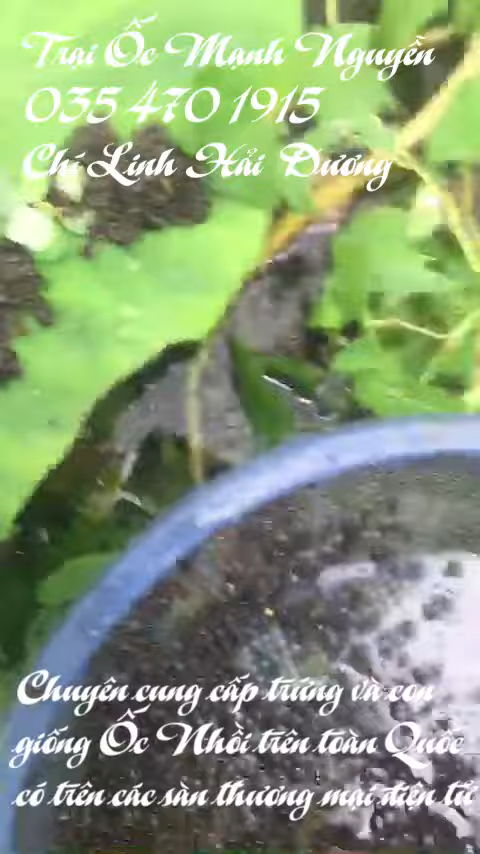 Trại Ốc Mạnh Nguyễn
035 470 1915
Chí Linh Hải Dương
Chuyên cung cấp trứng và con
giống Ốc Nhồi trên toàn Quốc
có trên các sàn thương mại điện tử